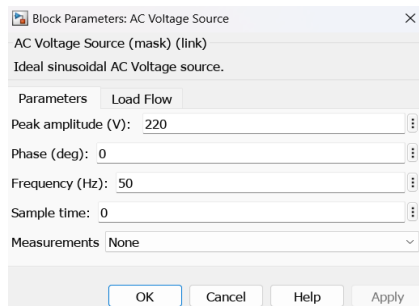 Block Parameters: AC Voltage Source
AC Voltage Source (mask) (link)
Ideal sinusoidal AC Voltage source.
Parameters Load Flow
Peak amplitude (V): 220
Phase (deg): 0
Frequency (Hz): 50
Sample time: 0
Measurements None
OK Cancel Help Apply